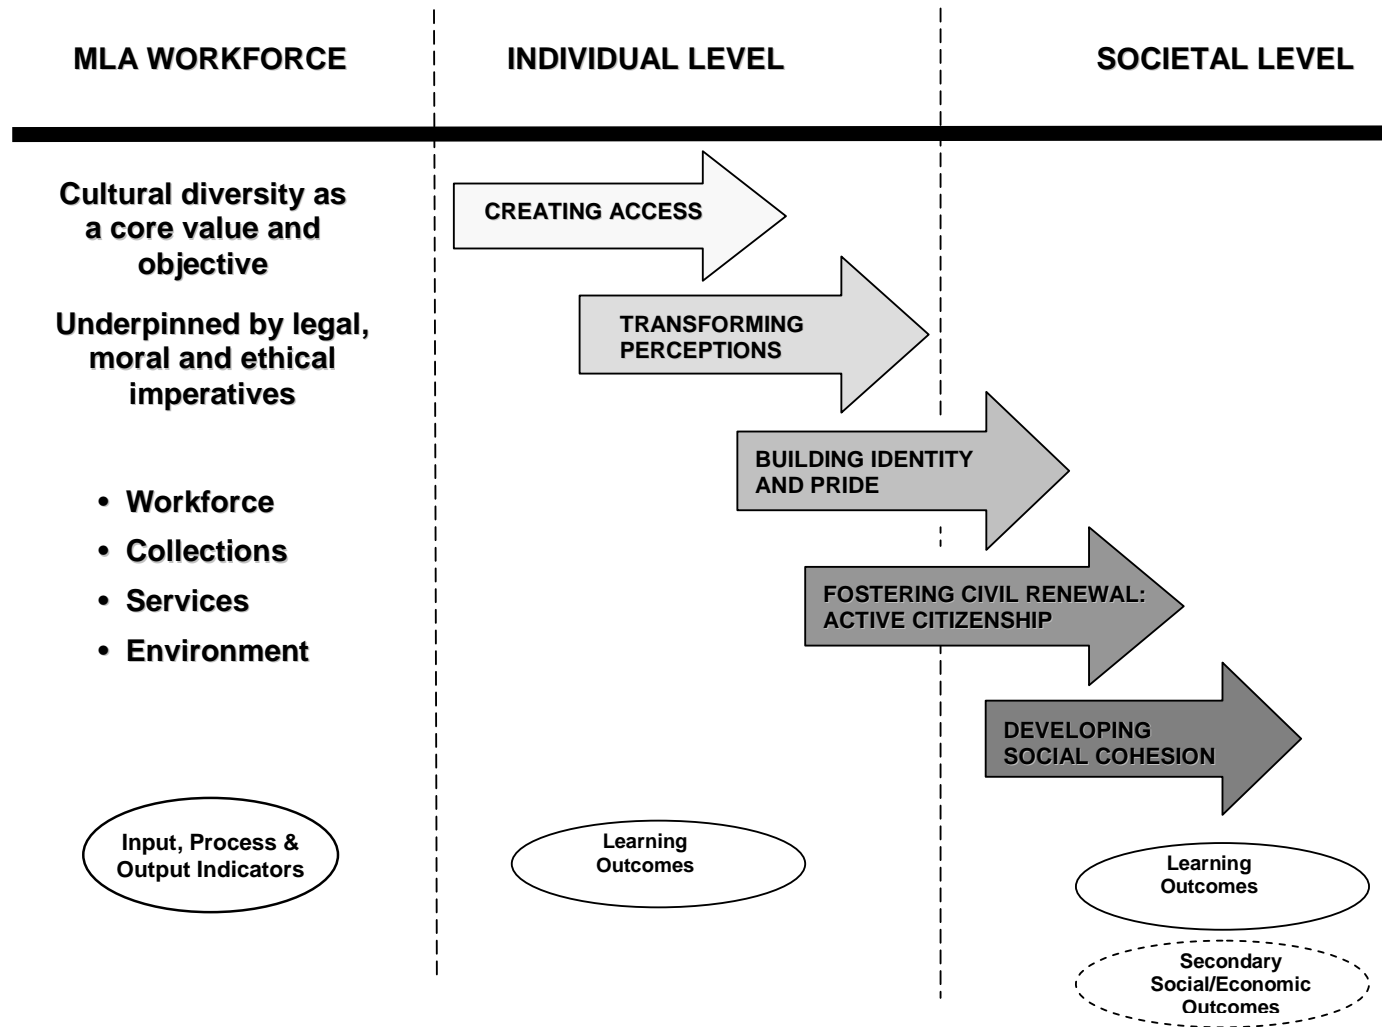 MLA WORKFORCE
INDIVIDUAL LEVEL
SOCIETAL LEVEL
Cultural diversity as
a core value and
objective
Underpinned by legal,
moral and ethical
imperatives
• Workforce
• Collections
• Services
• Environment
CREATING ACCESS
TRANSFORMING
PERCEPTIONS
BUILDING IDENTITY
AND PRIDE
FOSTERING CIVIL RENEWAL:
ACTIVE CITIZENSHIP
DEVELOPING
SOCIAL COHESION
Input, Process &
Output Indicators
Learning
Outcomes
Learning
Outcomes
Secondary
Social/Economic
Outcomes